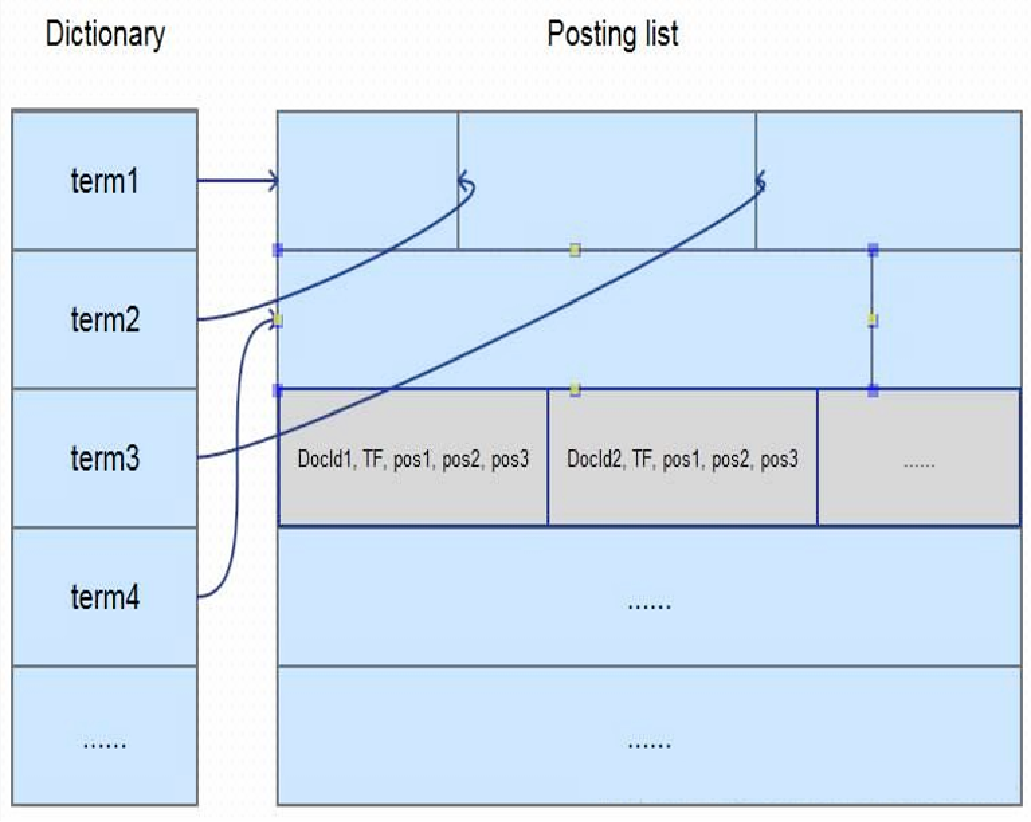 Dictionary
Posting list
term1
term2
term3
DocId1, TF, pos1, pos2, pos3
DocId2, TF, pos1, pos2, pos3
......
term4
......
......
......